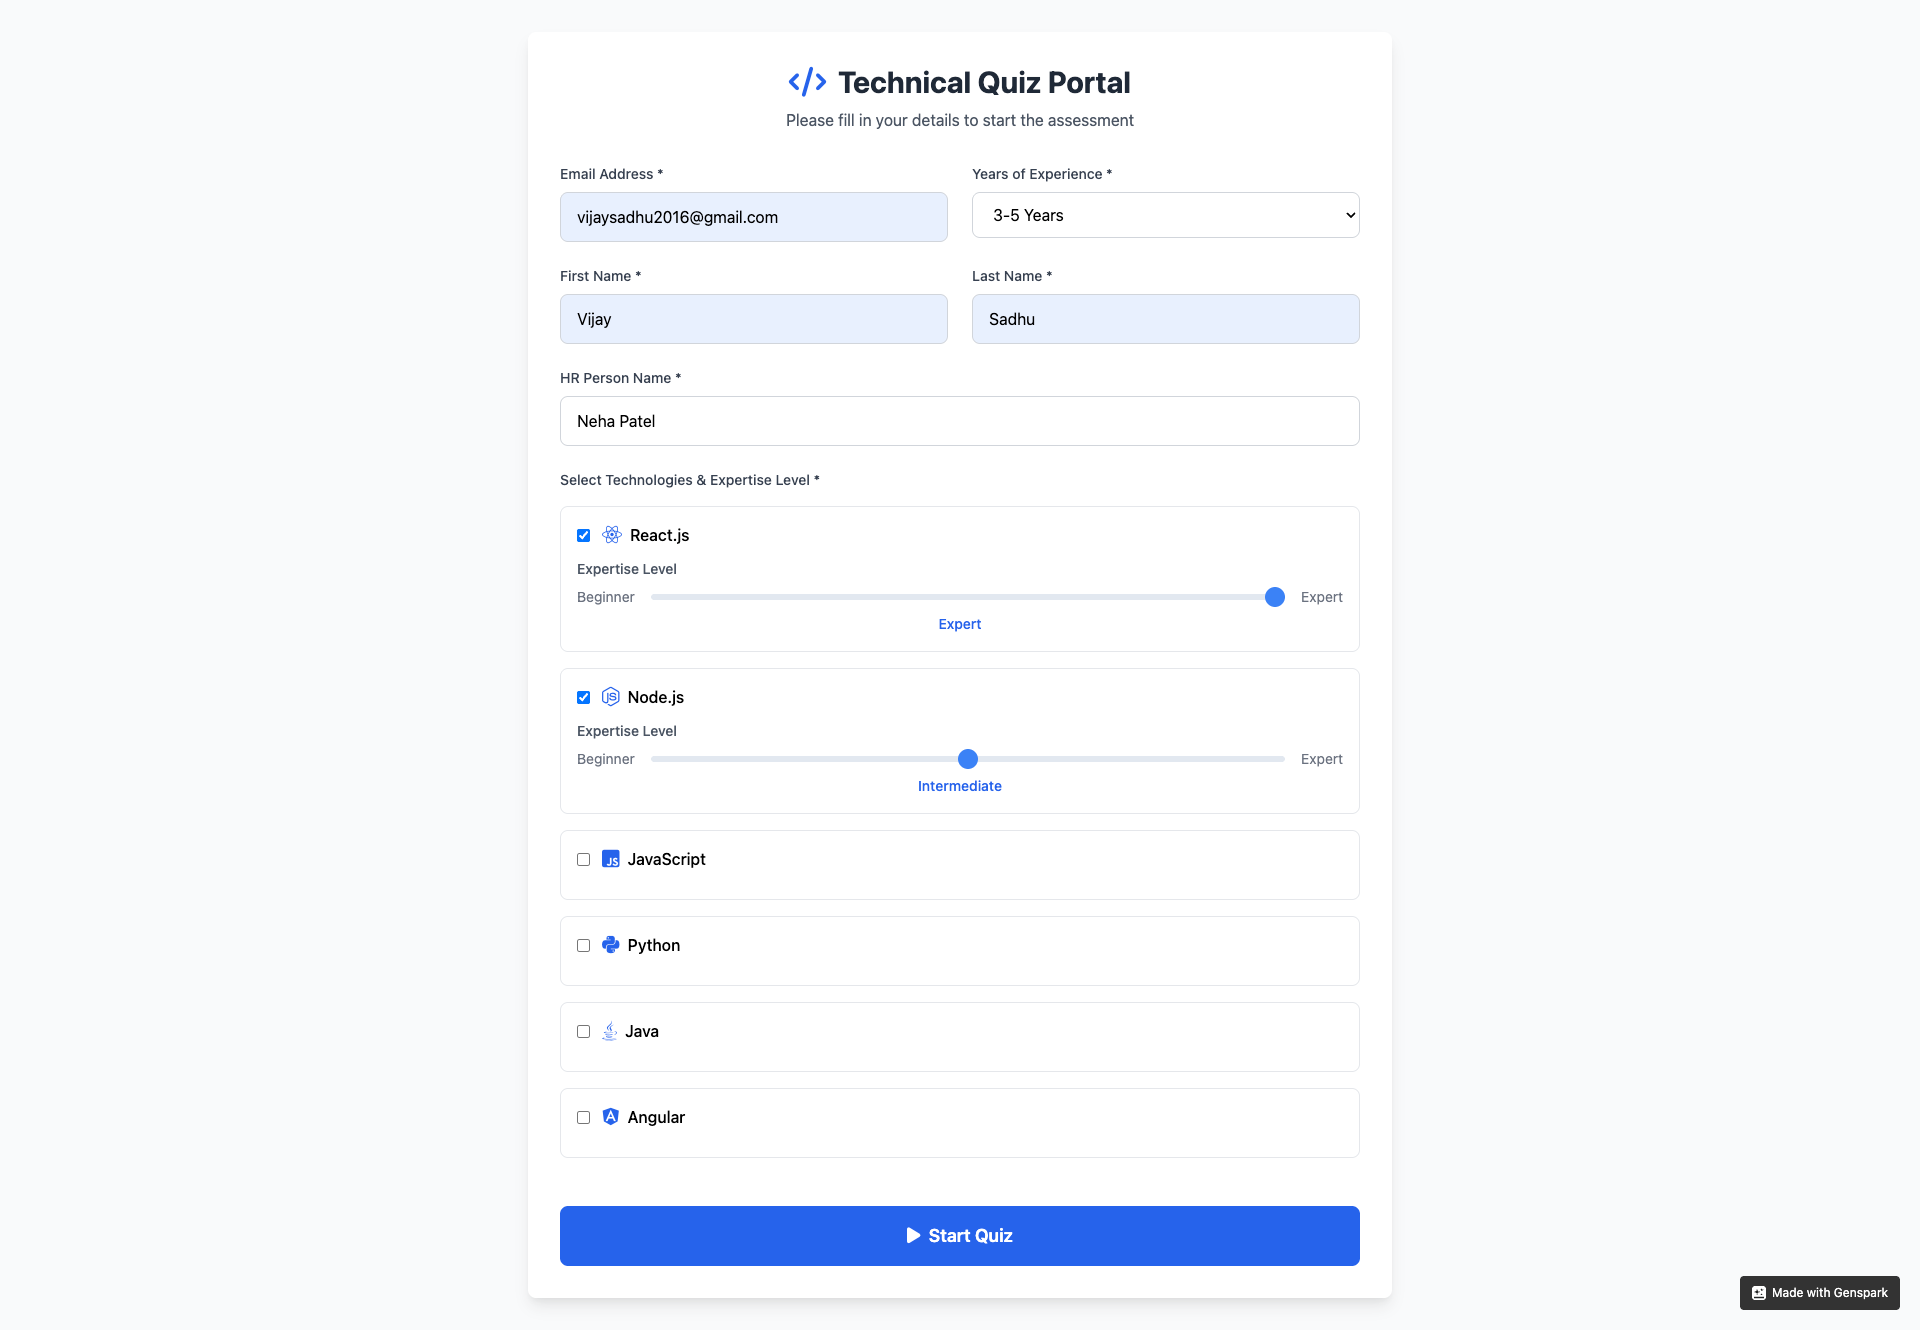 Technical Quiz Portal
Please fill in your details to start the assessment
Email Address *
Years of Experience *
vijaysadhu2016@gmail.com
3-5 Years
First Name *
Last Name *
Vijay
Sadhu
HR Person Name *
Neha Patel
Select Technologies & Expertise Level *
React.js
Expertise Level
Beginner
Expert
Expert
JS Node.js
Expertise Level
Beginner
Expert
Intermediate
JS JavaScript
Python
Java
A Angular
Start Quiz
Made with Genspark